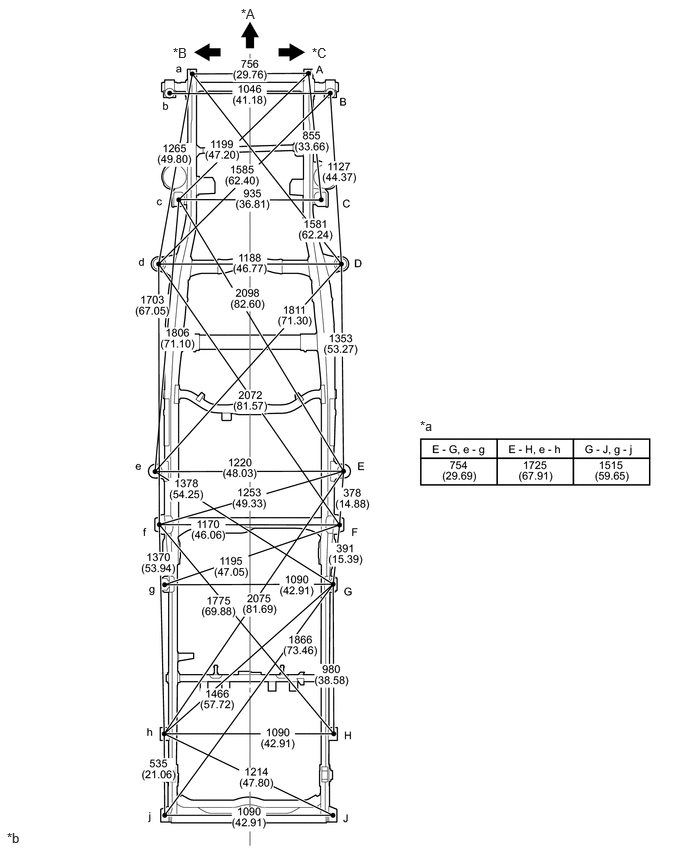 *A
*B
*C
a
756
(29.76)
A
b
1046
(41.18)
B
1265
(49.80)
1199
(47.20)
855
(33.66)
1585
(62.40)
1127
(44.37)
c
935
(36.81)
C
1581
(62.24)
d
1188
(46.77)
D
1703
(67.05)
2098
(82.60)
1811
(71.30)
1806
(71.10)
1353
(53.27)
2072
(81.57)
*a
E - G, e - g
E - H, e - h
G - J, g - j
754
(29.69)
1725
(67.91)
1515
(59.65)
e
1220
(48.03)
E
1378
(54.25)
1253
(49.33)
378
(14.88)
f
1170
(46.06)
F
1370
(53.94)
1195
(47.05)
391
(15.39)
g
1090
(42.91)
G
1775
(69.88)
2075
(81.69)
1866
(73.46)
980
(38.58)
1466
(57.72)
h
1090
(42.91)
H
535
(21.06)
1214
(47.80)
j
1090
(42.91)
J
*b